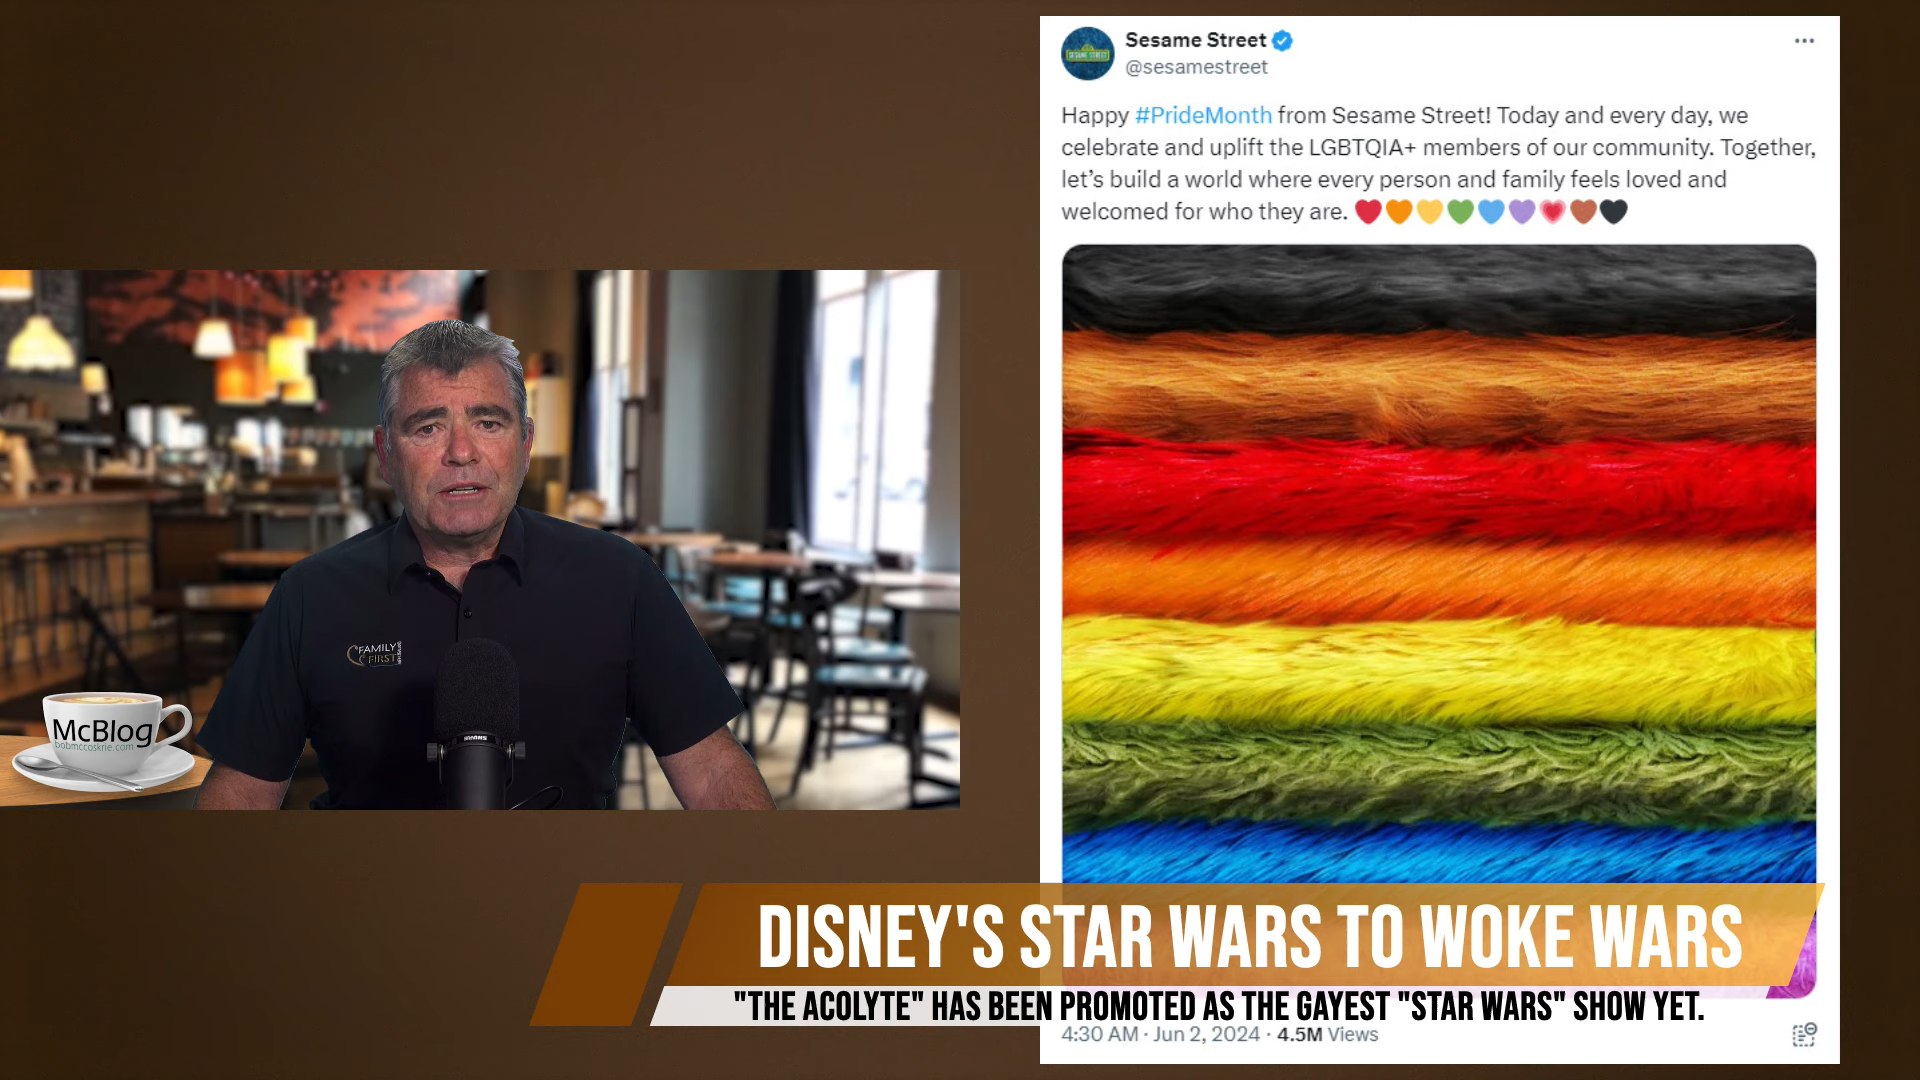 Sesame Street
@sesamestreet
Happy #PrideMonth from Sesame Street! Today and every day, we
celebrate and uplift the LGBTQIA+ members of our community. Together,
let's build a world where every person and family feels loved and
welcomed for who they are. ❤️🧡💛💚💙💜💗🤎🖤
FAMILY
FIRST
McBlog
bobmccoskrie.com
SHURE
DISNEY'S STAR WARS TO WOKE WARS
"THE ACOLYTE" HAS BEEN PROMOTED AS THE GAYEST "STAR WARS" SHOW YET.
4:30 AM · Jun 2, 2024 · 4.5M Views